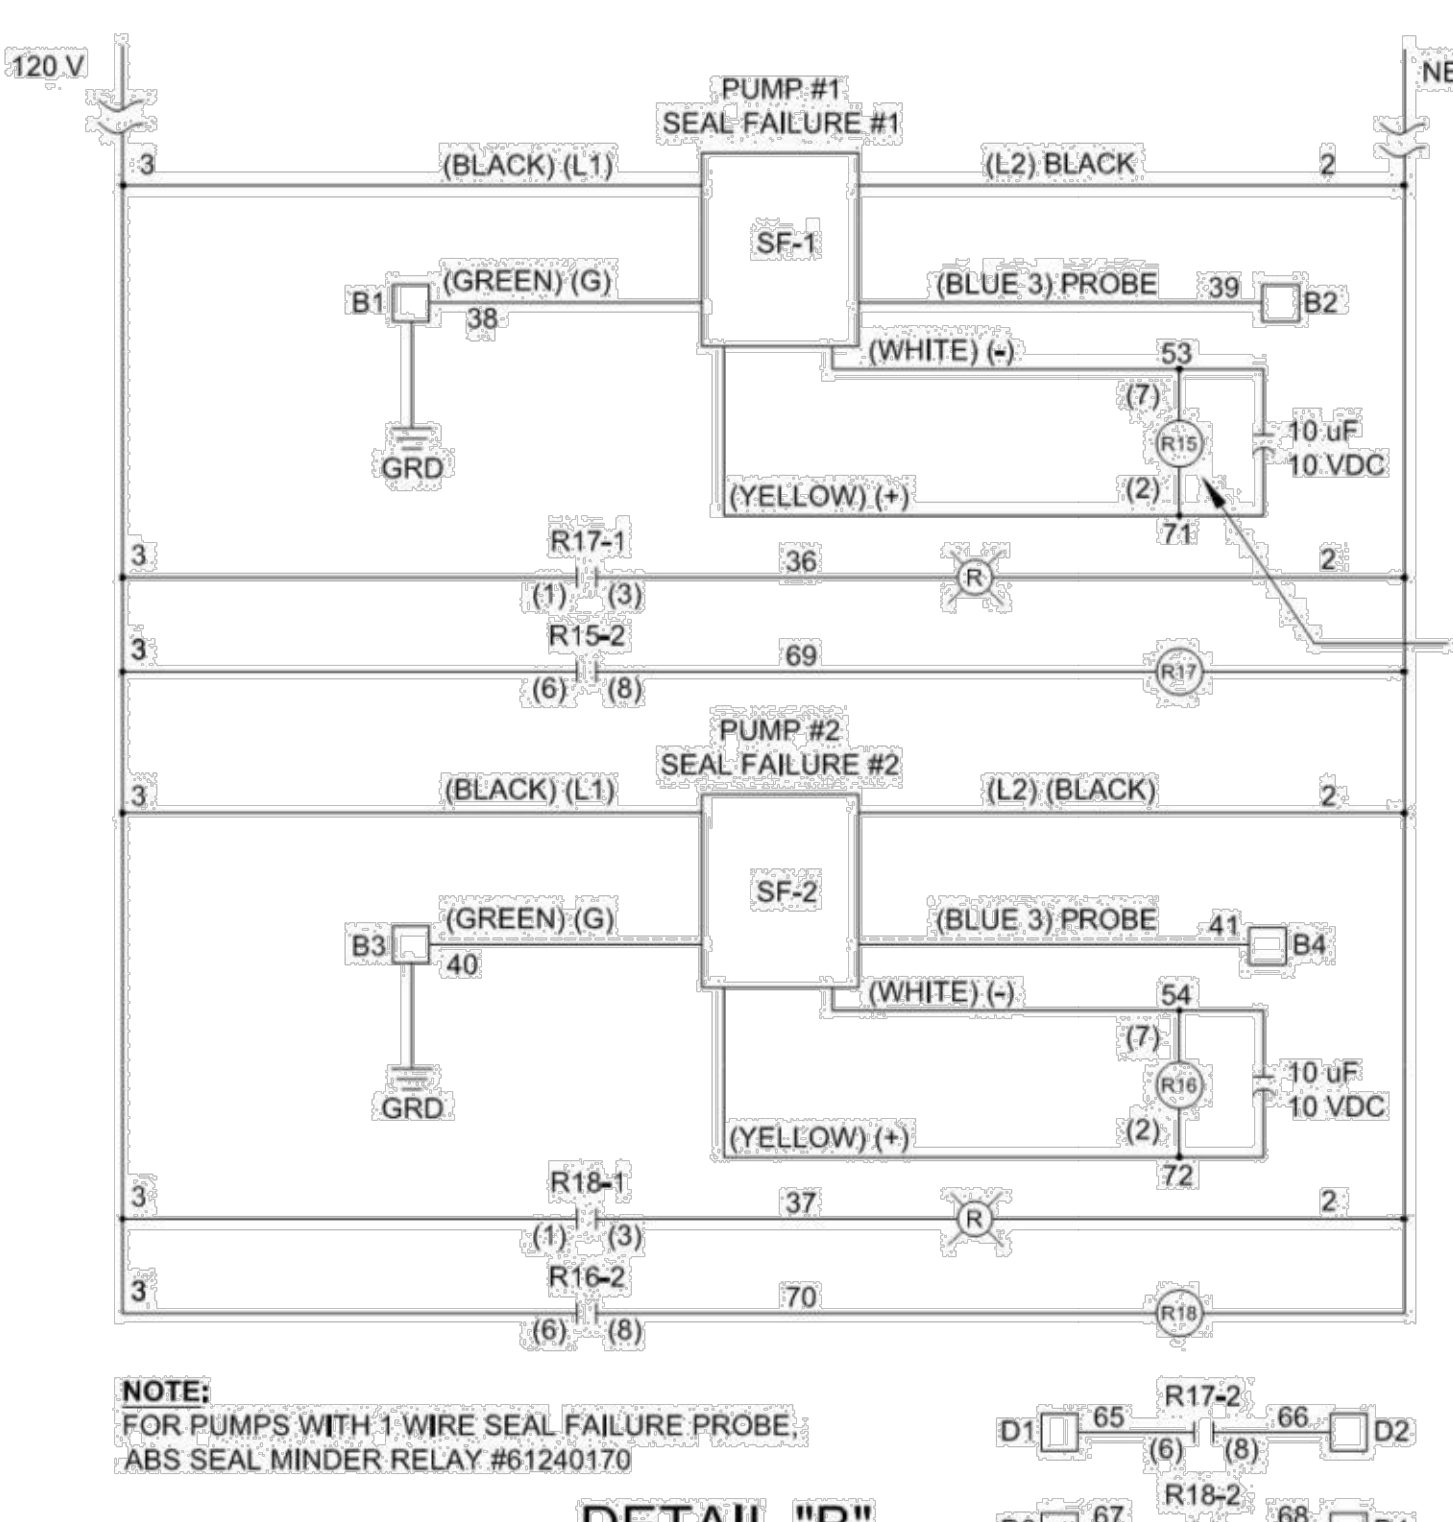 120 V
PUMP #1
SEAL FAILURE #1
3 (BLACK) (L1) (L2) BLACK 2
SF-1
(GREEN) (G) (BLUE 3) PROBE 39
B1 B2
38
(WHITE) (-) 53
(7)
R15 10 uF
GRD 10 VDC
(YELLOW) (+) (2)
71
R17-1
3 36 R 2
(1) (3)
R15-2
3 69 R17
(6) (8)
PUMP #2
SEAL FAILURE #2
3 (BLACK) (L1) (L2) (BLACK) 2
SF-2
(GREEN) (G) (BLUE 3) PROBE 41
B3 B4
40
(WHITE) (-) 54
(7)
R16 10 uF
GRD 10 VDC
(YELLOW) (+) (2)
72
R18-1
3 37 R 2
(1) (3)
R16-2
3 70 R18
(6) (8)
NOTE:
FOR PUMPS WITH 1 WIRE SEAL FAILURE PROBE,
ABS SEAL MINDER RELAY #61240170
R17-2
D1 65 66 D2
(6) (8)
R18-2
67 68
DETAIL